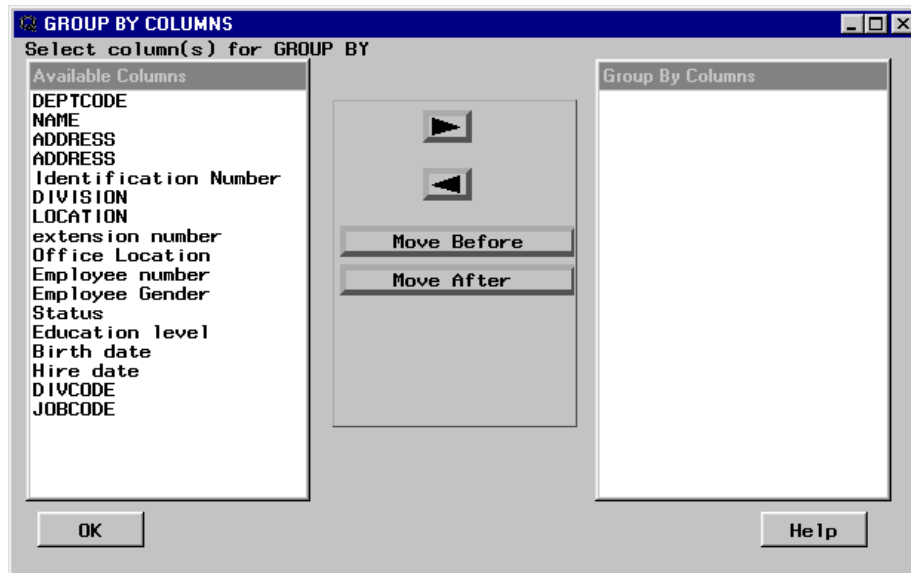 GROUP BY COLUMNS
Select column(s) for GROUP BY
Available Columns
DEPTCODE
NAME
ADDRESS
ADDRESS
Identification Number
DIVISION
LOCATION
extension number
Office Location
Employee number
Employee Gender
Status
Education level
Birth date
Hire date
DIVCODE
JOBCODE
Move Before
Move After
Group By Columns
OK
Help